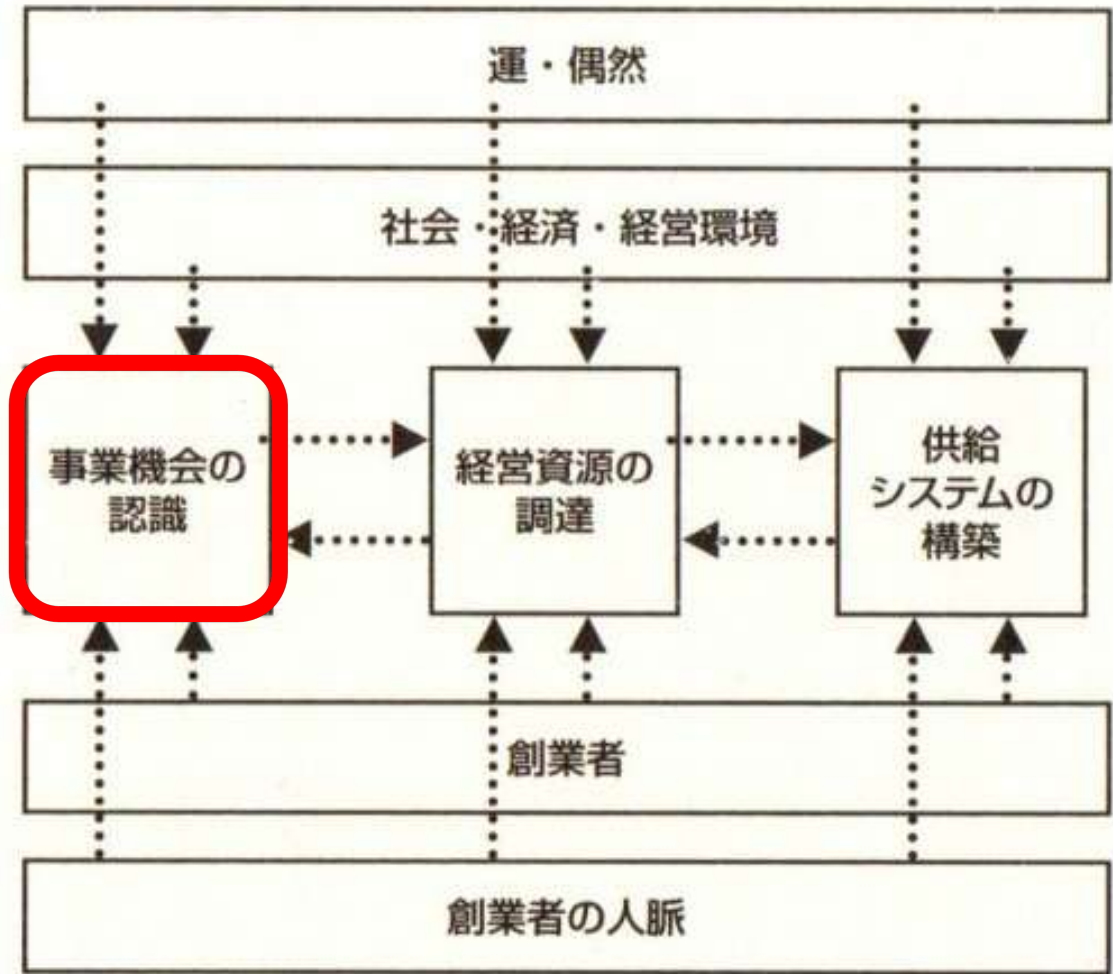 運・偶然
社会・経済・経営環境
事業機会の
認識
経営資源の
調達
供給
システムの
構築
創業者
創業者の人脈